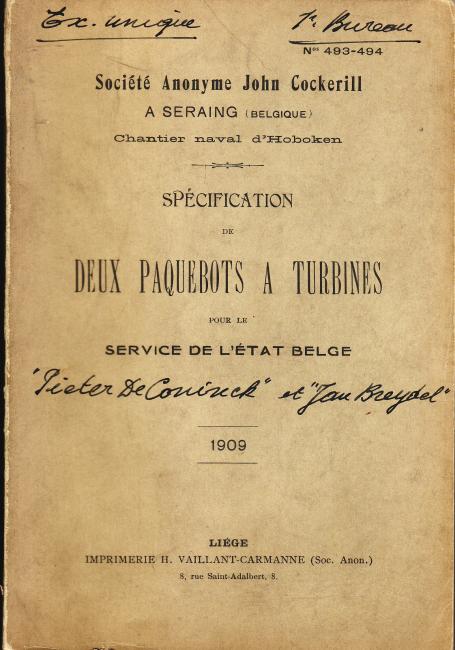 Ex. unique
1r. Bureau
Nos 493-494
Société Anonyme John Cockerill
A SERAING (BELGIQUE)
Chantier naval d'Hoboken
SPÉCIFICATION
DE
DEUX PAQUEBOTS A TURBINES
POUR LE
SERVICE DE L'ÉTAT BELGE
"Pieter De Coninck" et "Jan Breydel"
1909
LIÉGE
IMPRIMERIE H. VAILLANT-CARMANNE (Soc. Anon.)
8, rue Saint-Adalbert, 8.